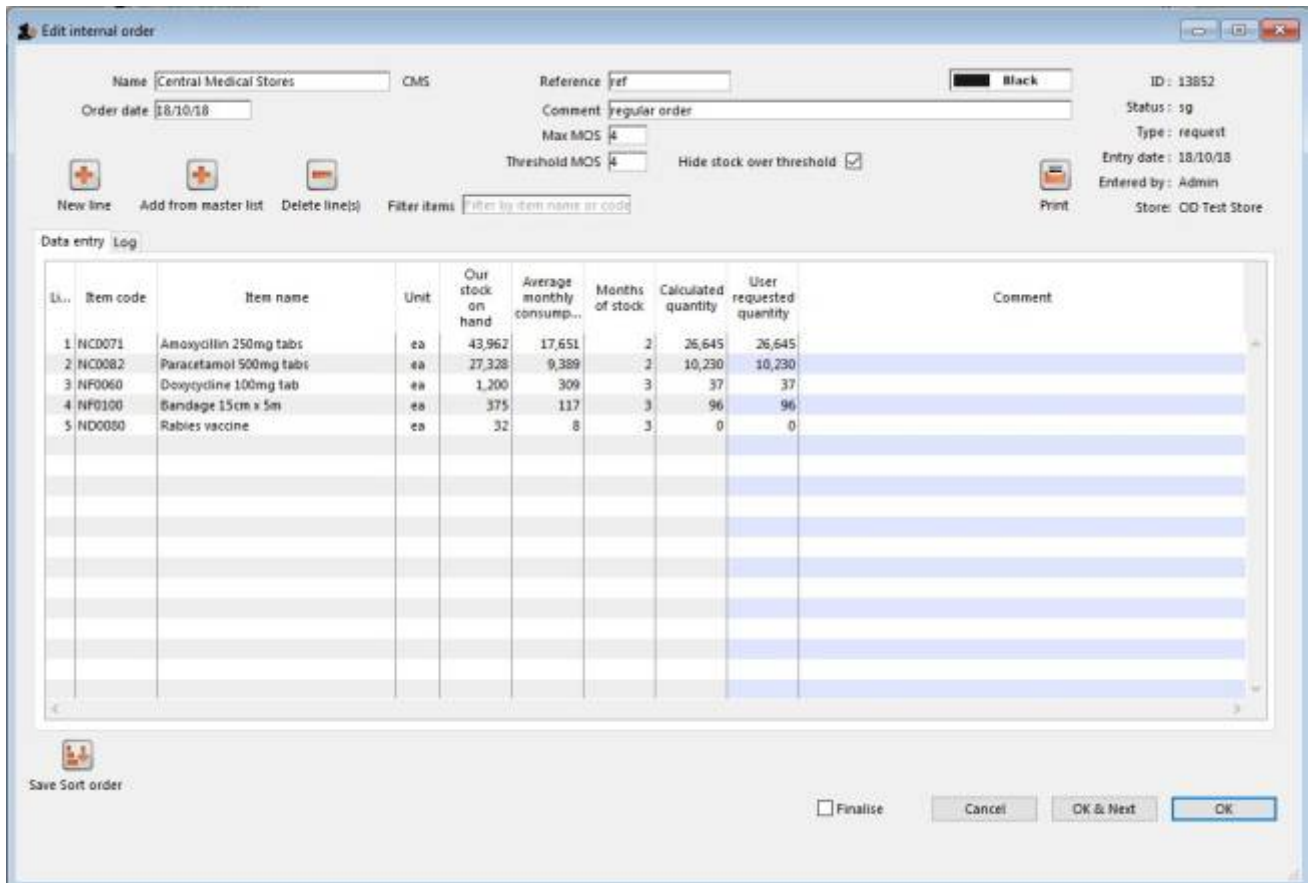 Edit internal order
Name Central Medical Stores CMS Reference ref Black ID: 13852
Order date 18/10/18 Comment regular order Status: sg
Max MOS 4 Type: request
Threshold MOS 4 Hide stock over threshold Entry date: 18/10/18
Entered by: Admin
New line Add from master list Delete line(s) Filter items Filter by item name or code Print Store: OD Test Store
Data entry Log
Li... Item code Item name Unit Our stock on hand Average monthly consump... Months of stock Calculated quantity User requested quantity Comment
1 NC0071 Amoxycillin 250mg tabs ea 43,962 17,651 2 26,645 26,645
2 NC0082 Paracetamol 500mg tabs ea 27,328 9,389 2 10,230 10,230
3 NF0060 Doxycycline 100mg tab ea 1,200 309 3 37 37
4 NF0100 Bandage 15cm x 5m ea 375 117 3 96 96
5 ND0080 Rabies vaccine ea 32 8 3 0 0
Save Sort order
Finalise Cancel OK & Next OK